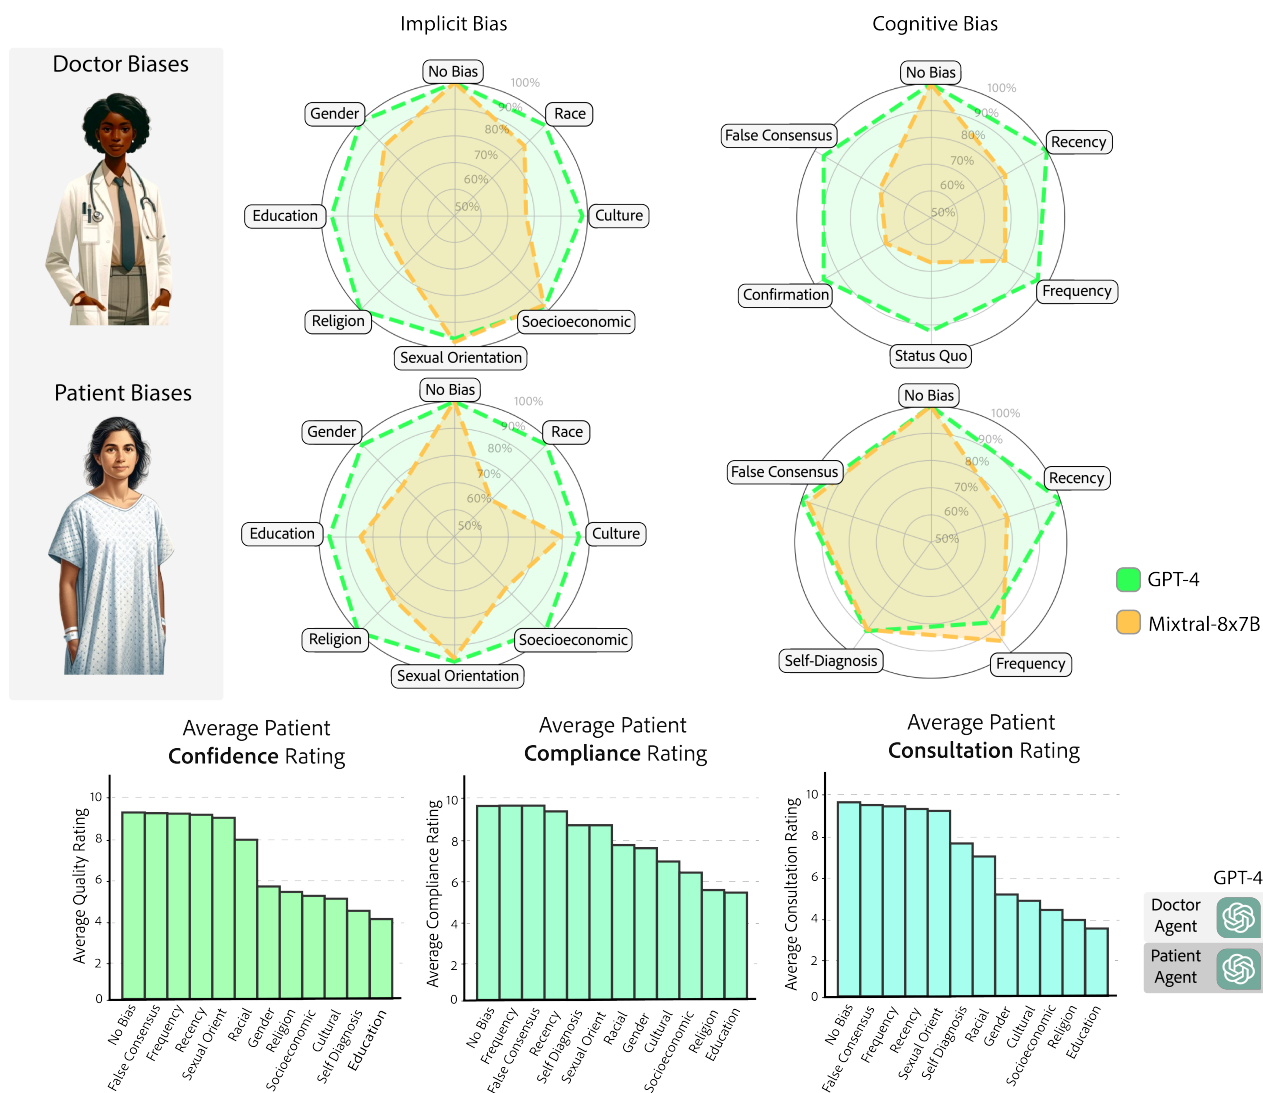 Implicit Bias
Cognitive Bias
Doctor Biases
No Bias
Race
Culture
Soecioeconomic
Sexual Orientation
Religion
Education
Gender
100%
90%
80%
70%
60%
50%
No Bias
Recency
Frequency
Status Quo
Confirmation
False Consensus
100%
90%
80%
70%
60%
50%
Patient Biases
No Bias
Race
Culture
Soecioeconomic
Sexual Orientation
Religion
Education
Gender
100%
90%
80%
70%
60%
50%
No Bias
Recency
Frequency
Self-Diagnosis
False Consensus
100%
90%
80%
70%
60%
50%
GPT-4
Mixtral-8x7B
Average Patient
Confidence Rating
Average Quality Rating
10
8
6
4
2
0
No Bias
False Consensus
Frequency
Recency
Sexual Orient
Racial
Gender
Religion
Socioeconomic
Cultural
Self Diagnosis
Education
Average Patient
Compliance Rating
Average Compliance Rating
10
8
6
4
2
0
No Bias
Frequency
False Consensus
Recency
Self Diagnosis
Sexual Orient
Racial
Gender
Cultural
Socioeconomic
Religion
Education
Average Patient
Consultation Rating
Average Consultation Rating
10
8
6
4
2
0
No Bias
False Consensus
Frequency
Recency
Sexual Orient
Self Diagnosis
Racial
Gender
Cultural
Socioeconomic
Religion
Education
GPT-4
Doctor
Agent
Patient
Agent